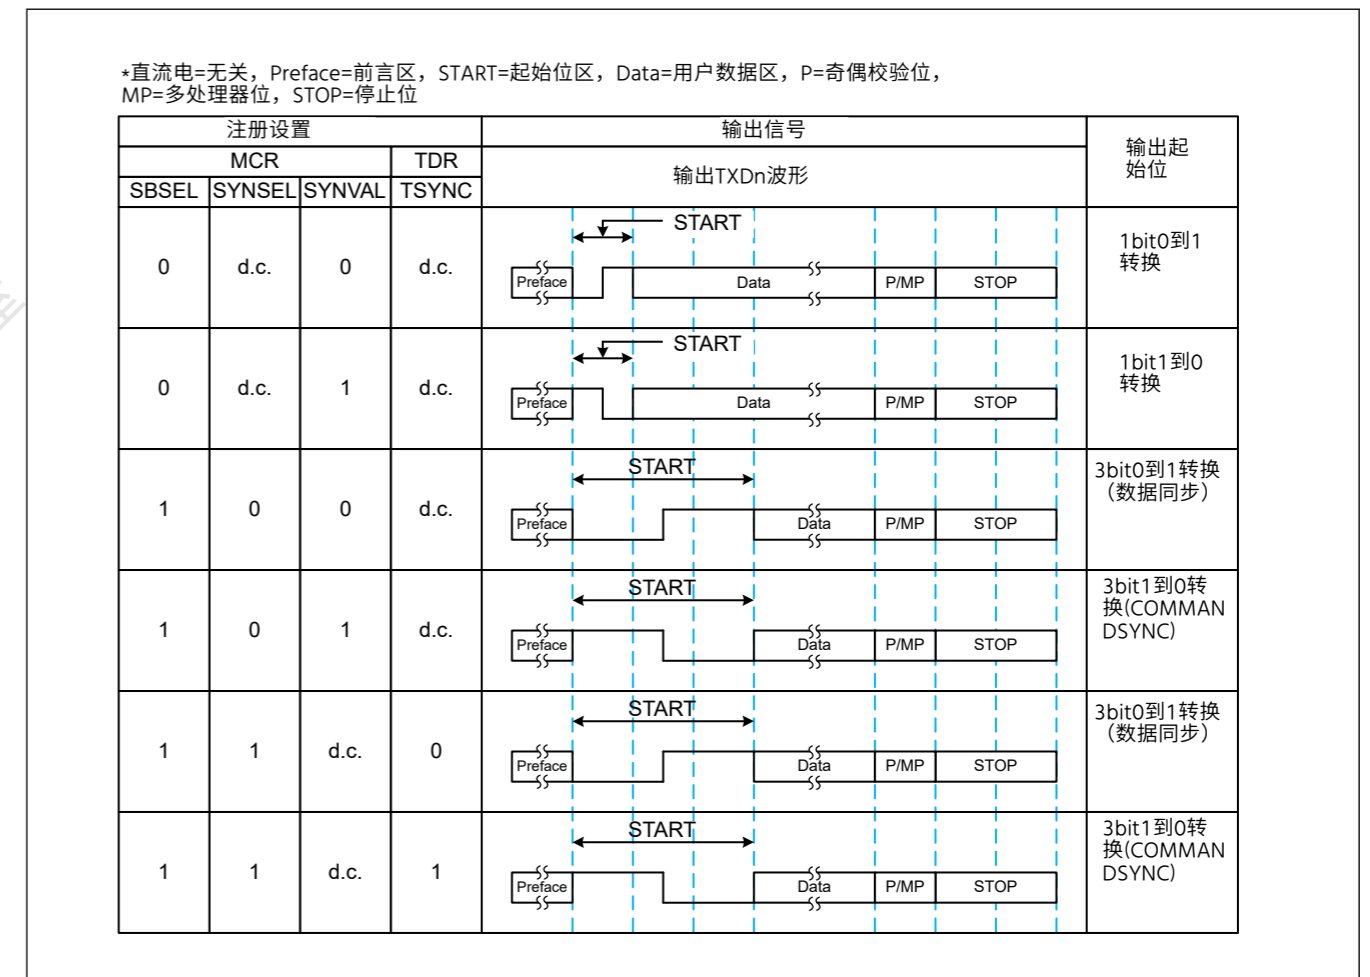 *直流电=无关，Preface=前言区，START=起始位区，Data=用户数据区，P=奇偶校验位，
MP=多处理器位，STOP=停止位
注册设置 输出信号 输出起
始位
MCR TDR 输出TXDn波形
SBSEL SYNSEL SYNVAL TSYNC
START
0 d.c. 0 d.c. 1bit0到1
转换
Preface Data P/MP STOP
START
0 d.c. 1 d.c. 1bit1到0
转换
Preface Data P/MP STOP
START
1 0 0 d.c. 3bit0到1转换
（数据同步）
Preface Data P/MP STOP
START
1 0 1 d.c. 3bit1到0转
换(COMMAN
DSYNC)
Preface Data P/MP STOP
START
1 1 d.c. 0 3bit0到1转换
（数据同步）
Preface Data P/MP STOP
START
1 1 d.c. 1 3bit1到0转
换(COMMAN
DSYNC)
Preface Data P/MP STOP